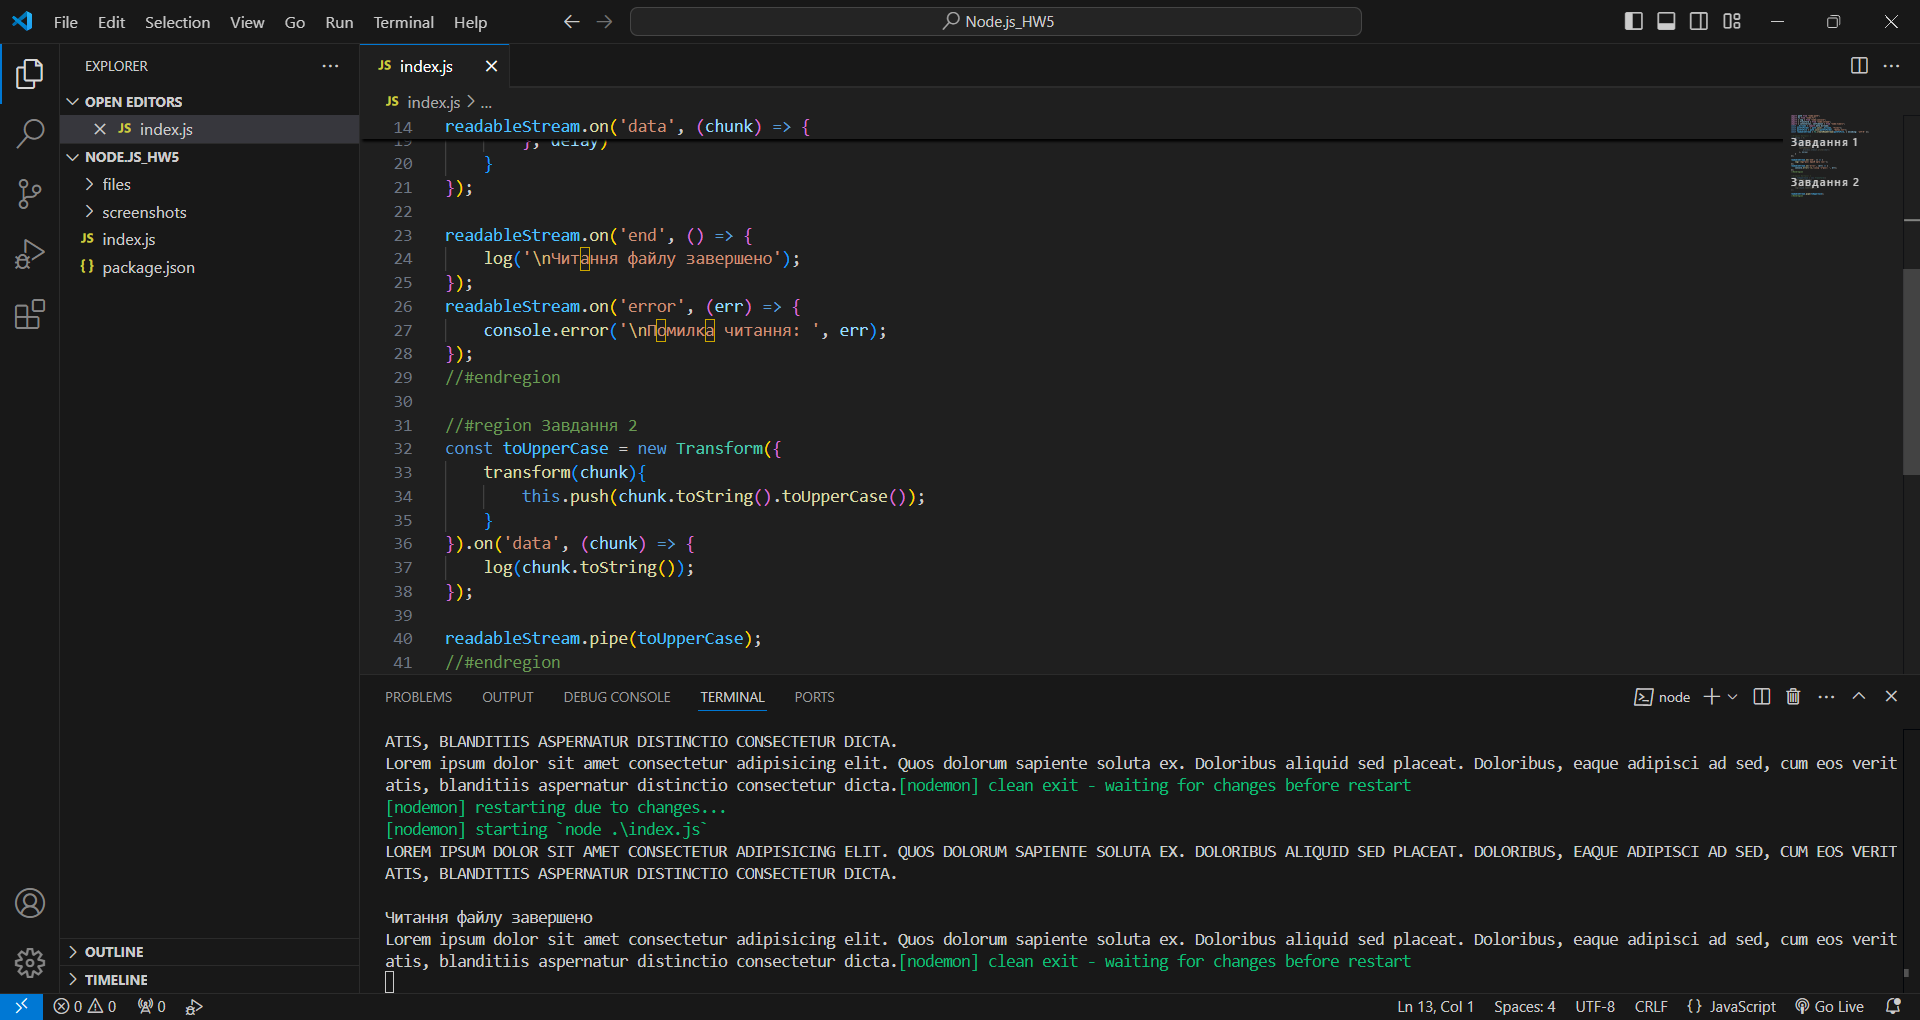 File Edit Selection View Go Run Terminal Help
Node.js_HW5
EXPLORER
OPEN EDITORS
JS index.js
NODE.JS_HW5
files
screenshots
JS index.js
{} package.json
OUTLINE
TIMELINE
JS index.js
JS index.js > ...
14 readableStream.on('data', (chunk) => {
19 }, delay)
20 }
21 });
22
23 readableStream.on('end', () => {
24 log('\nЧитання файлу завершено');
25 });
26 readableStream.on('error', (err) => {
27 console.error('\nПомилка читання: ', err);
28 });
29 //#endregion
30
31 //#region Завдання 2
32 const toUpperCase = new Transform({
33 transform(chunk){
34 this.push(chunk.toString().toUpperCase());
35 }
36 }).on('data', (chunk) => {
37 log(chunk.toString());
38 });
39
40 readableStream.pipe(toUpperCase);
41 //#endregion
Завдання 1
Завдання 2
PROBLEMS OUTPUT DEBUG CONSOLE TERMINAL PORTS
node
ATIS, BLANDITIIS ASPERNATUR DISTINCTIO CONSECTETUR DICTA.
Lorem ipsum dolor sit amet consectetur adipisicing elit. Quos dolorum sapiente soluta ex. Doloribus aliquid sed placeat. Doloribus, eaque adipisci ad sed, cum eos verit
atis, blanditiis aspernatur distinctio consectetur dicta.[nodemon] clean exit - waiting for changes before restart
[nodemon] restarting due to changes...
[nodemon] starting `node .\index.js`
LOREM IPSUM DOLOR SIT AMET CONSECTETUR ADIPISICING ELIT. QUOS DOLORUM SAPIENTE SOLUTA EX. DOLORIBUS ALIQUID SED PLACEAT. DOLORIBUS, EAQUE ADIPISCI AD SED, CUM EOS VERIT
ATIS, BLANDITIIS ASPERNATUR DISTINCTIO CONSECTETUR DICTA.
Читання файлу завершено
Lorem ipsum dolor sit amet consectetur adipisicing elit. Quos dolorum sapiente soluta ex. Doloribus aliquid sed placeat. Doloribus, eaque adipisci ad sed, cum eos verit
atis, blanditiis aspernatur distinctio consectetur dicta.[nodemon] clean exit - waiting for changes before restart
0 0 0
Ln 13, Col 1 Spaces: 4 UTF-8 CRLF {} JavaScript Go Live